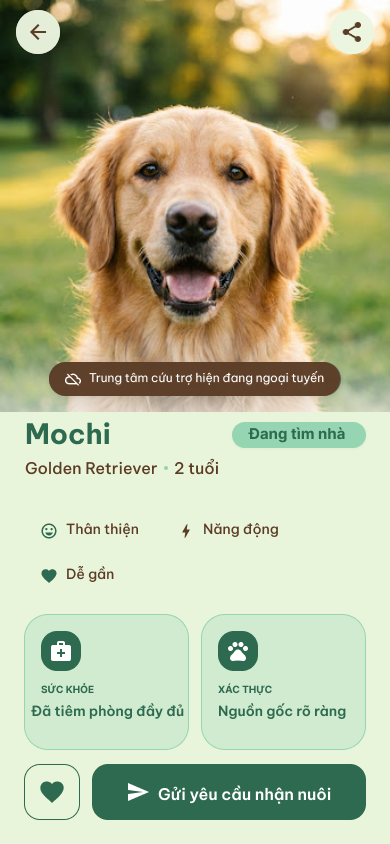 Trung tâm cứu trợ hiện đang ngoại tuyến
Mochi
Đang tìm nhà
Golden Retriever • 2 tuổi
Thân thiện
Năng động
Dễ gần
SỨC KHỎE
Đã tiêm phòng đầy đủ
XÁC THỰC
Nguồn gốc rõ ràng
Gửi yêu cầu nhận nuôi